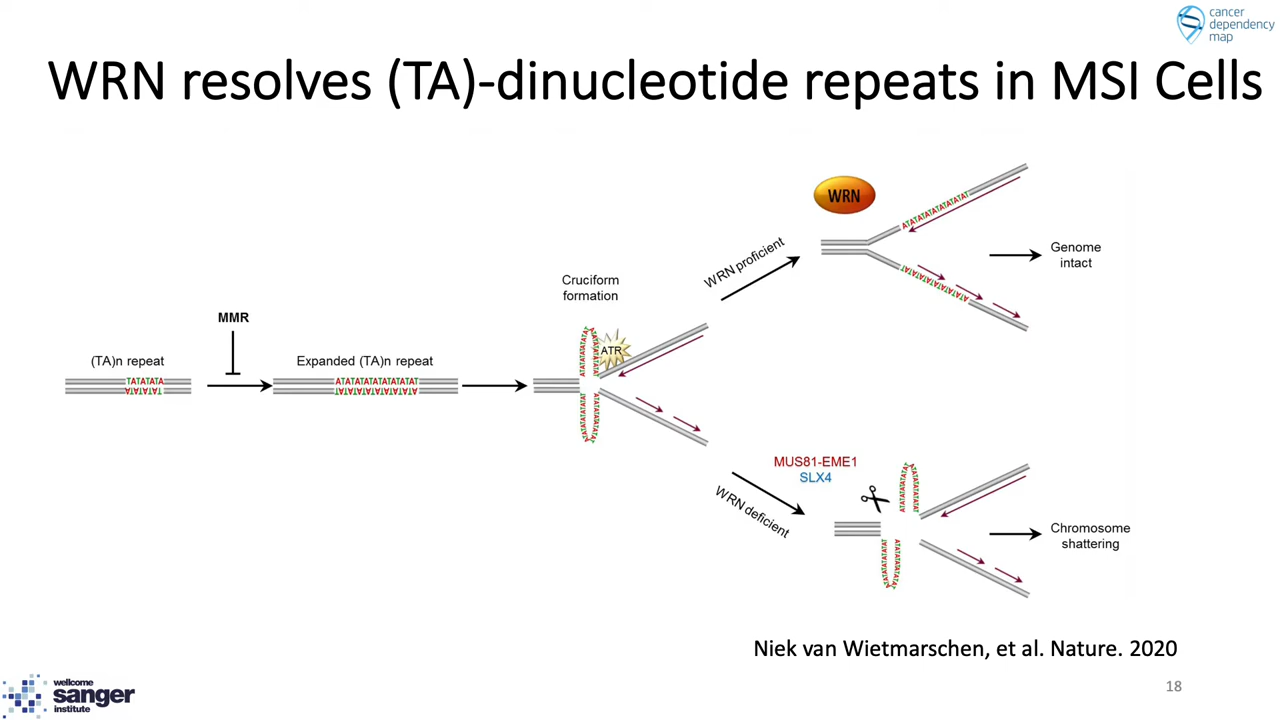 cancer
dependency
map
WRN resolves (TA)-dinucleotide repeats in MSI Cells
MMR
(TA)n repeat
TATATATA
Expanded (TA)n repeat
ATATATATATATATATAT
Cruciform
formation
ATR
WRN proficient
WRN
Genome
intact
WRN deficient
MUS81-EME1
SLX4
Chromosome
shattering
Niek van Wietmarschen, et al. Nature. 2020
wellcome
sanger
institute
18